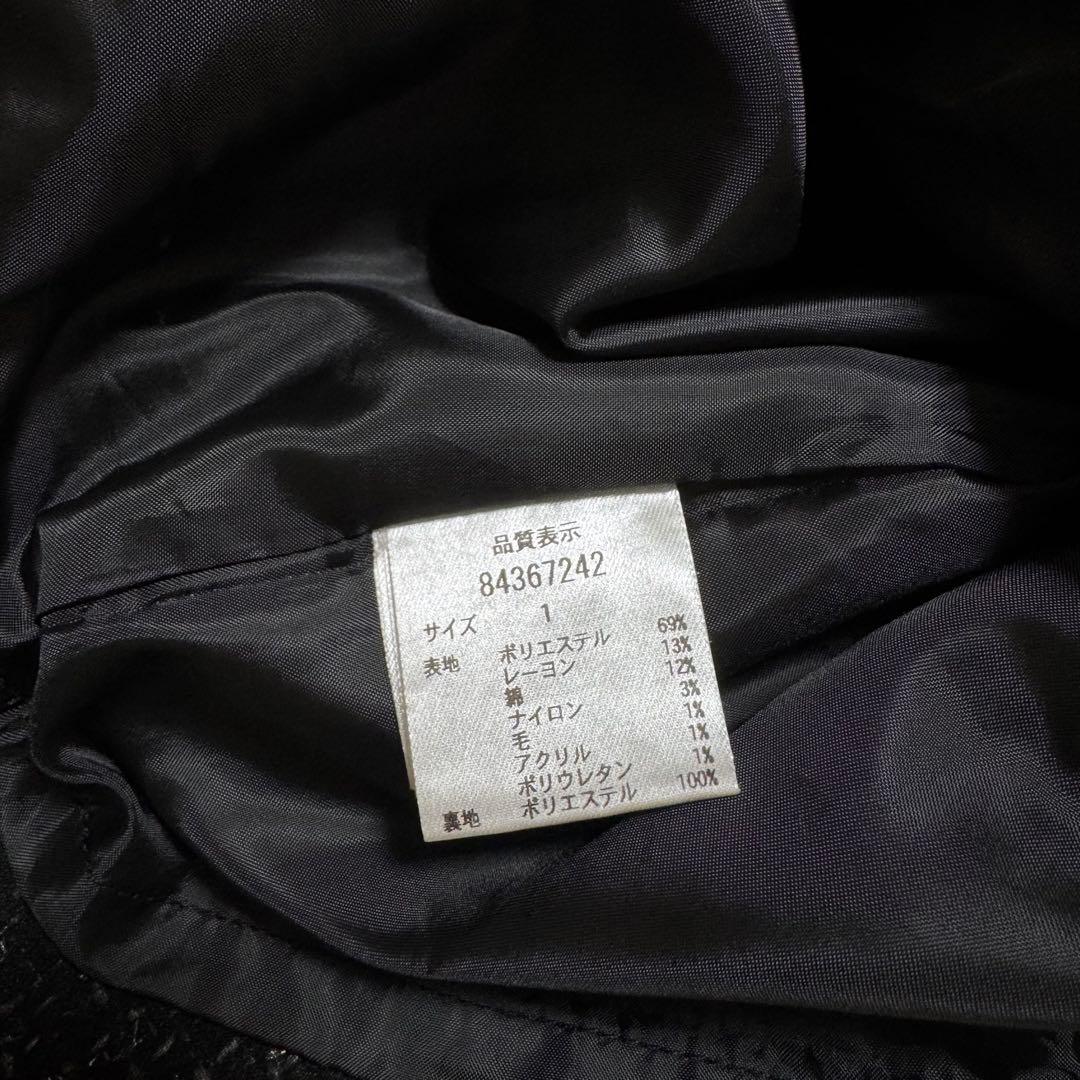 品質表示
84367242
サイズ 1
表地 ポリエステル 69%
レーヨン 13%
綿 12%
ナイロン 3%
毛 1%
アクリル 1%
ポリウレタン 1%
裏地 ポリエステル 100%